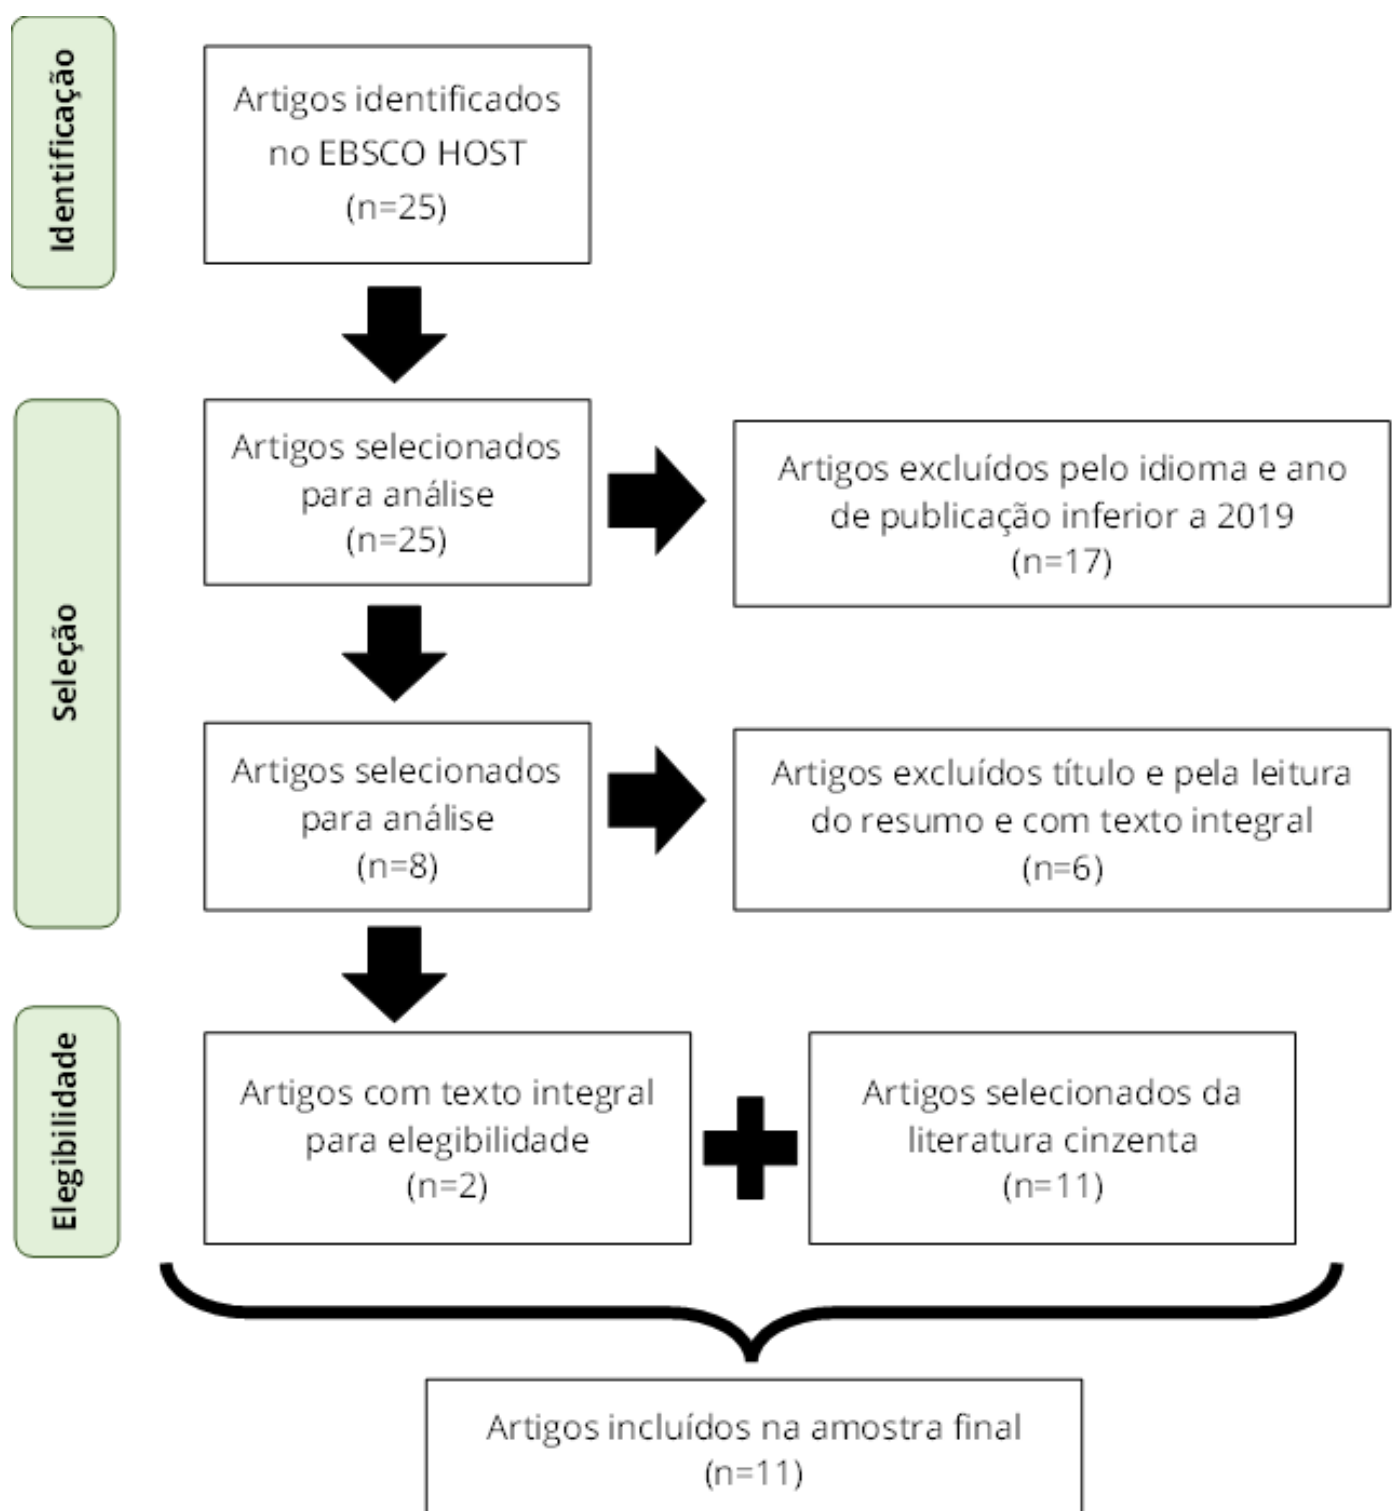 Identificação
Artigos identificados
no EBSCO HOST
(n=25)
Seleção
Artigos selecionados
para análise
(n=25)
Artigos excluídos pelo idioma e ano
de publicação inferior a 2019
(n=17)
Artigos selecionados
para análise
(n=8)
Artigos excluídos título e pela leitura
do resumo e com texto integral
(n=6)
Elegibilidade
Artigos com texto integral
para elegibilidade
(n=2)
Artigos selecionados da
literatura cinzenta
(n=11)
Artigos incluídos na amostra final
(n=11)